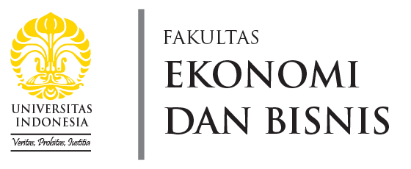 UNIVERSITAS
INDONESIA
Veritas, Probitas, Iustitia
FAKULTAS
EKONOMI
DAN BISNIS